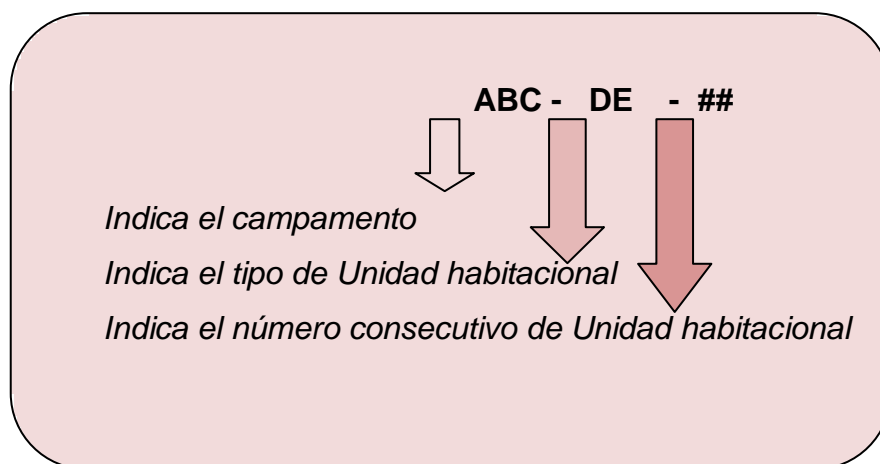 ABC - DE - ##
Indica el campamento
Indica el tipo de Unidad habitacional
Indica el número consecutivo de Unidad habitacional